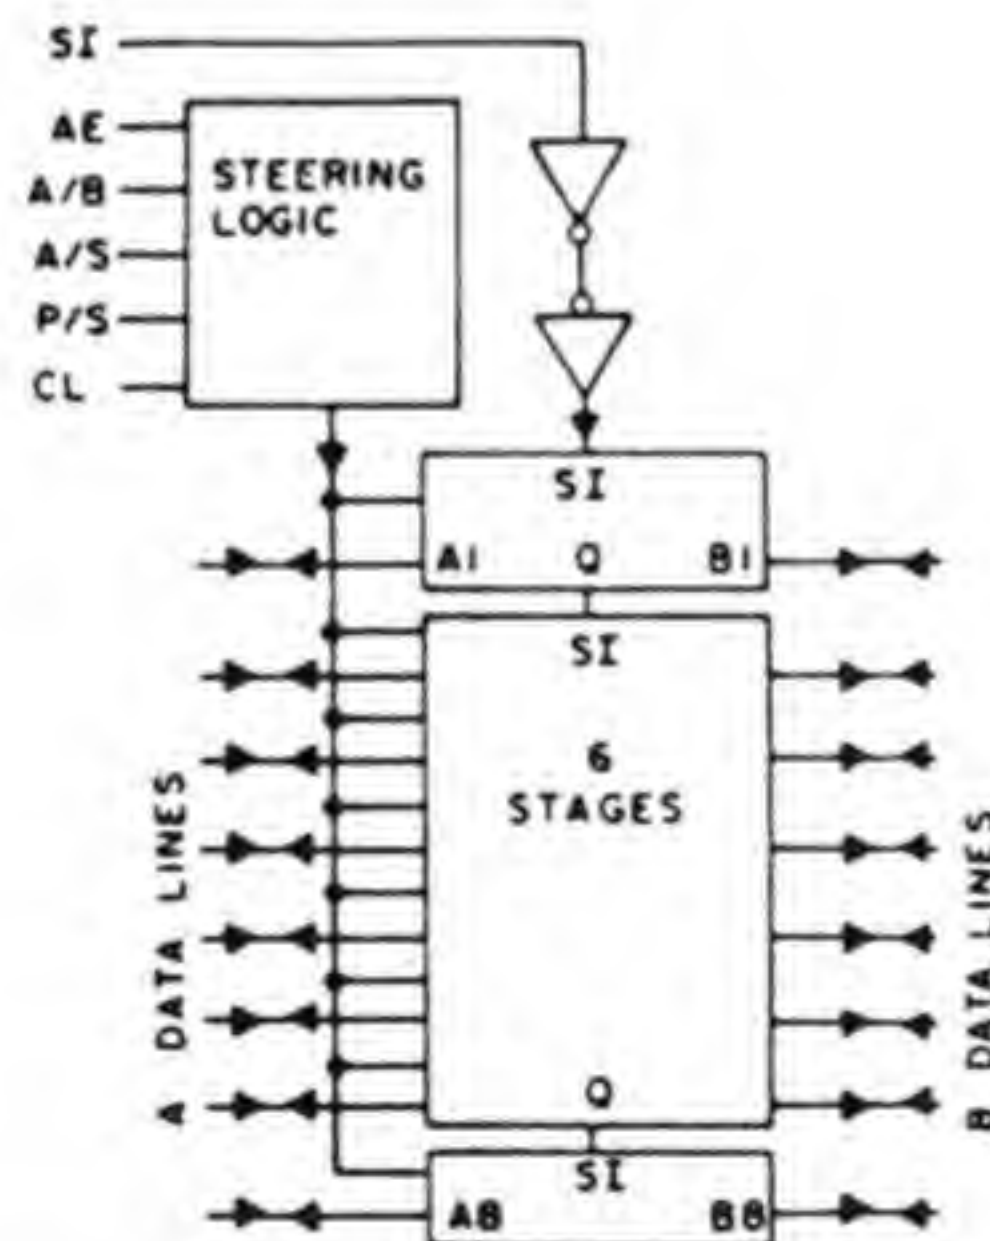 SI
AE
A/B
A/S
P/S
CL
STEERING
LOGIC
SI
A1 Q B1
SI
6
STAGES
Q
SI
A8 B8
A DATA LINES
B DATA LINES